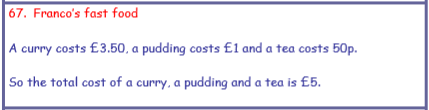 67. Franco's fast food
A curry costs £3.50, a pudding costs £1 and a tea costs 50p.
So the total cost of a curry, a pudding and a tea is £5.